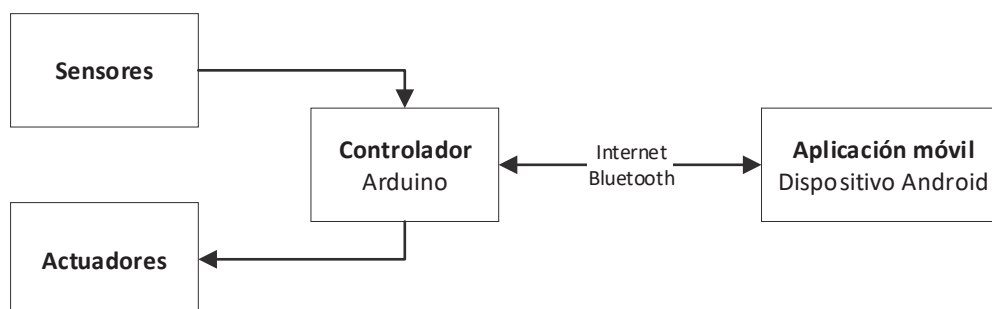 Sensores
Controlador
Arduino
Internet
Bluetooth
Aplicación móvil
Dispositivo Android
Actuadores